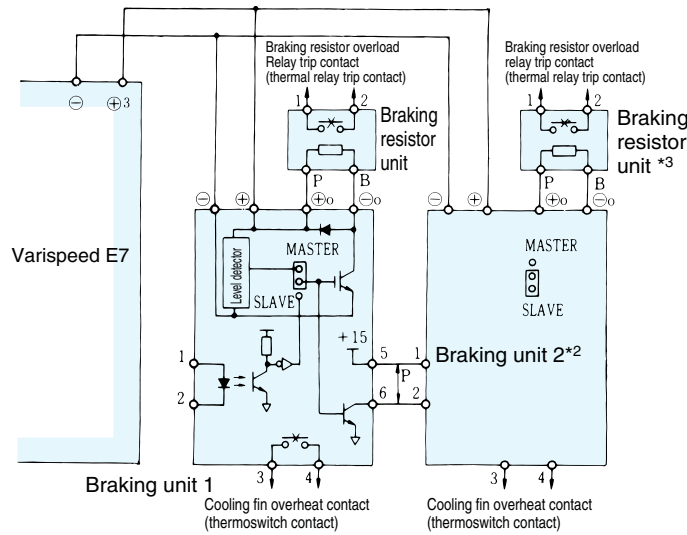 Braking resistor overload
Relay trip contact
(thermal relay trip contact)
Braking resistor overload
relay trip contact
(thermal relay trip contact)
⊖ ⊕3
1 2
Braking
resistor
unit
1 2
Braking
resistor
unit *3
P B
P B
⊖ ⊕ ⊕o ⊖o
⊖ ⊕ ⊕o ⊖o
Varispeed E7
Level detector
MASTER
SLAVE
MASTER
SLAVE
+15
1
2
5
6
P
1
2
Braking unit 2*2
3 4
3 4
Braking unit 1
Cooling fin overheat contact
(thermoswitch contact)
Cooling fin overheat contact
(thermoswitch contact)